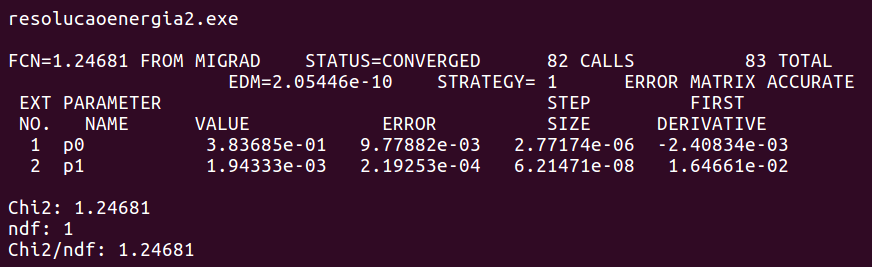 resolucaoenergia2.exe
FCN=1.24681 FROM MIGRAD    STATUS=CONVERGED      82 CALLS          83 TOTAL
                    EDM=2.05446e-10    STRATEGY= 1      ERROR MATRIX ACCURATE
 EXT PARAMETER                                   STEP         FIRST
 NO.   NAME      VALUE            ERROR          SIZE      DERIVATIVE
  1  p0           3.83685e-01   9.77882e-03   2.77174e-06  -2.40834e-03
  2  p1           1.94333e-03   2.19253e-04   6.21471e-08   1.64661e-02
Chi2: 1.24681
ndf: 1
Chi2/ndf: 1.24681